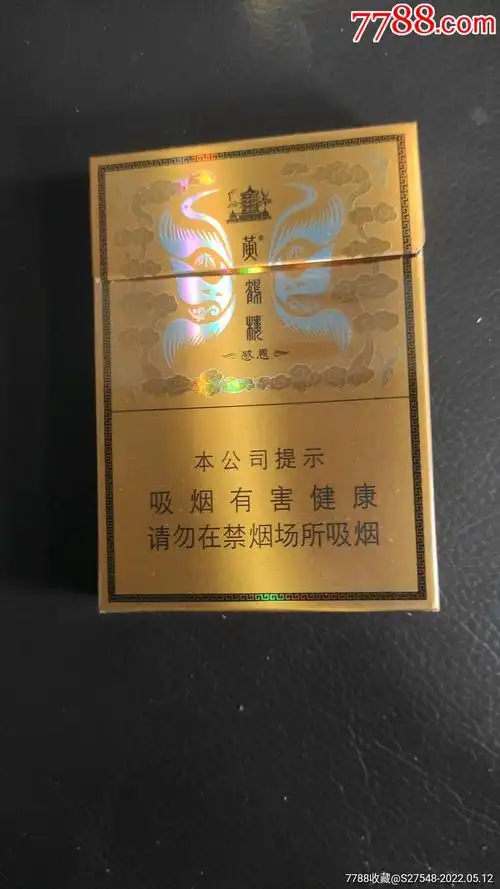 7788.com
黄鹤楼
感恩
本公司提示
吸烟有害健康
请勿在禁烟场所吸烟
7788收藏@S27548-2022.05.12